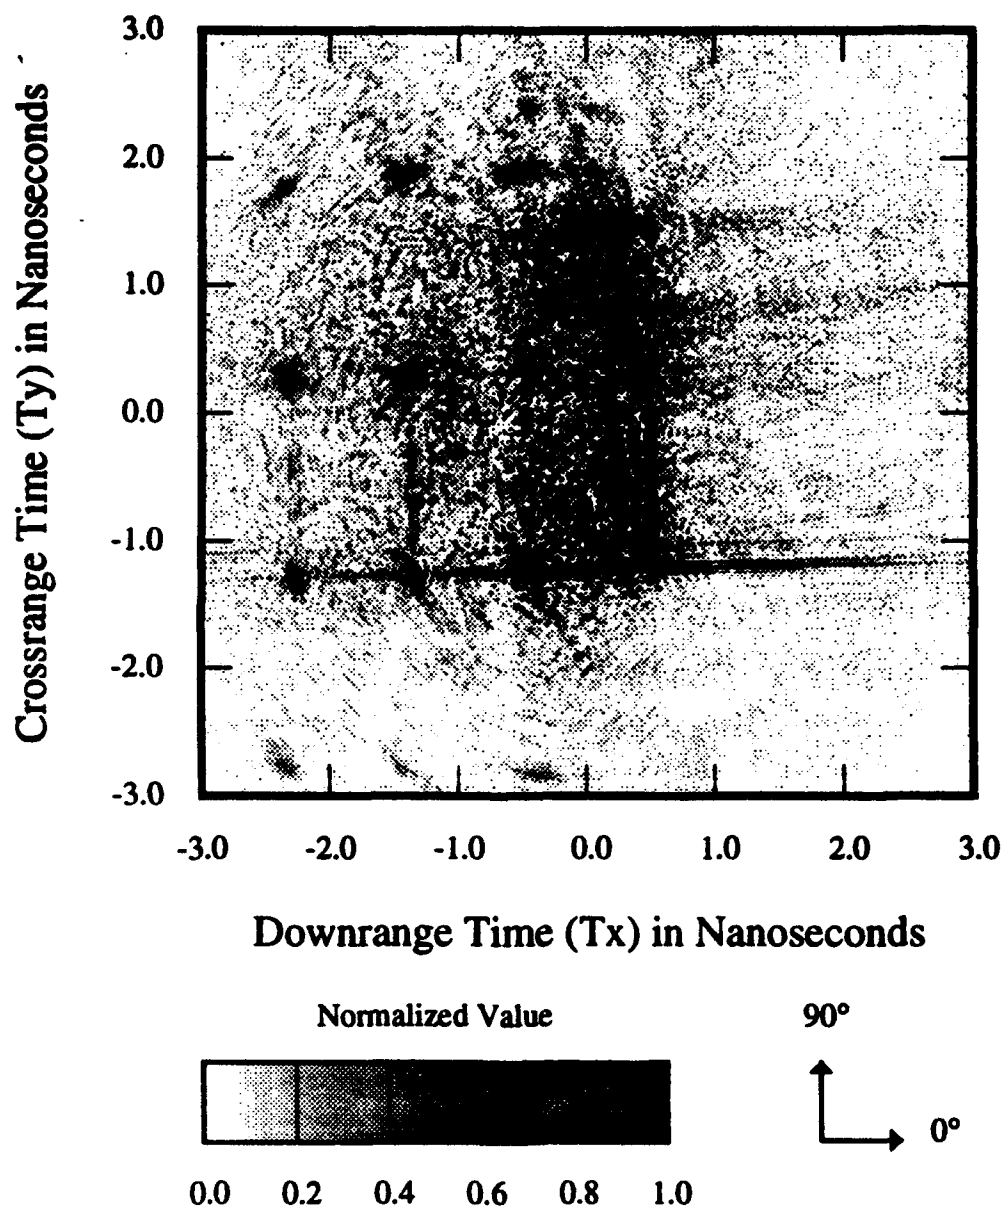 Crossrange Time (Ty) in Nanoseconds
3.0
2.0
1.0
0.0
-1.0
-2.0
-3.0
-3.0 -2.0 -1.0 0.0 1.0 2.0 3.0
Downrange Time (Tx) in Nanoseconds
Normalized Value
0.0 0.2 0.4 0.6 0.8 1.0
90°
0°